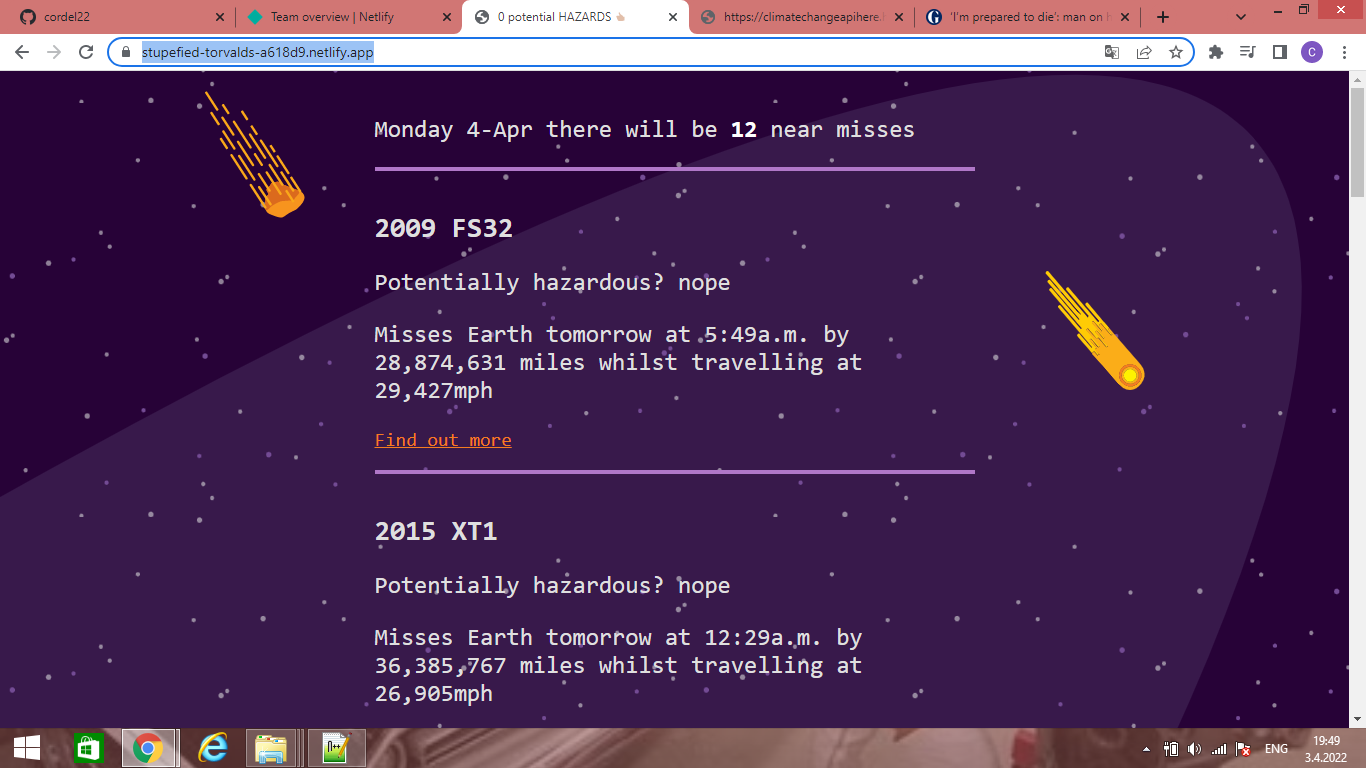 cordel22
Team overview | Netlify
0 potential HAZARDS
https://climatechangeapihere.
'I'm prepared to die': man on h
stupefied-torvalds-a618d9.netlify.app
C
Monday 4-Apr there will be 12 near misses
2009 FS32
Potentially hazardous? nope
Misses Earth tomorrow at 5:49a.m. by
28,874,631 miles whilst travelling at
29,427mph
Find out more
2015 XT1
Potentially hazardous? nope
Misses Earth tomorrow at 12:29a.m. by
36,385,767 miles whilst travelling at
26,905mph
ENG
19:49
3.4.2022